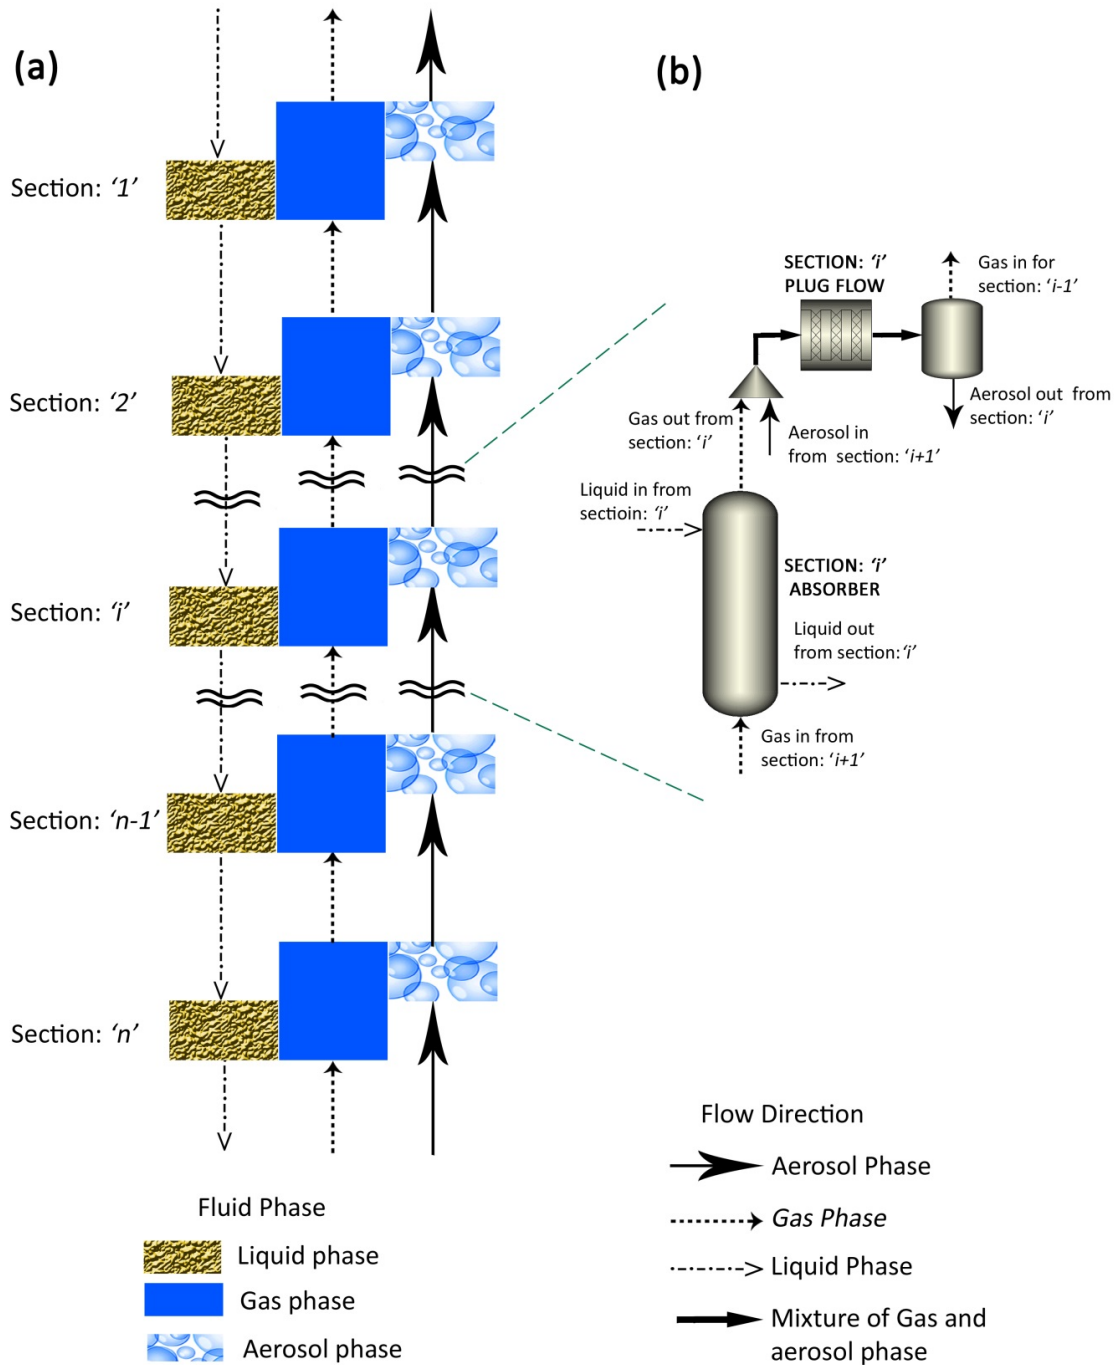 (a)
Section: ‘1’
Section: ‘2’
Section: ‘i’
Section: ‘n-1’
Section: ‘n’
Fluid Phase
Liquid phase
Gas phase
Aerosol phase
(b)
SECTION: ‘i’
PLUG FLOW
Gas in for
section: ‘i-1’
Aerosol out from
section: ‘i’
Gas out from
section: ‘i’
Aerosol in
from section: ‘i+1’
Liquid in from
sectioin: ‘i’
SECTION: ‘i’
ABSORBER
Liquid out
from section: ‘i’
Gas in from
section: ‘i+1’
Flow Direction
Aerosol Phase
Gas Phase
Liquid Phase
Mixture of Gas and
aerosol phase